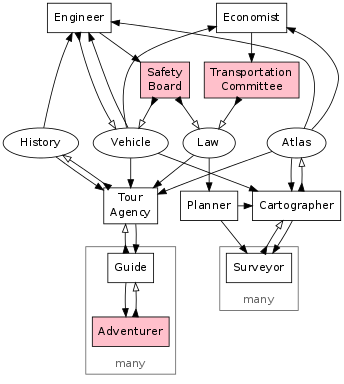 Engineer
Economist
Safety
Board
Transportation
Committee
History
Vehicle
Law
Atlas
Tour
Agency
Planner
Cartographer
Guide
Surveyor
many
Adventurer
many